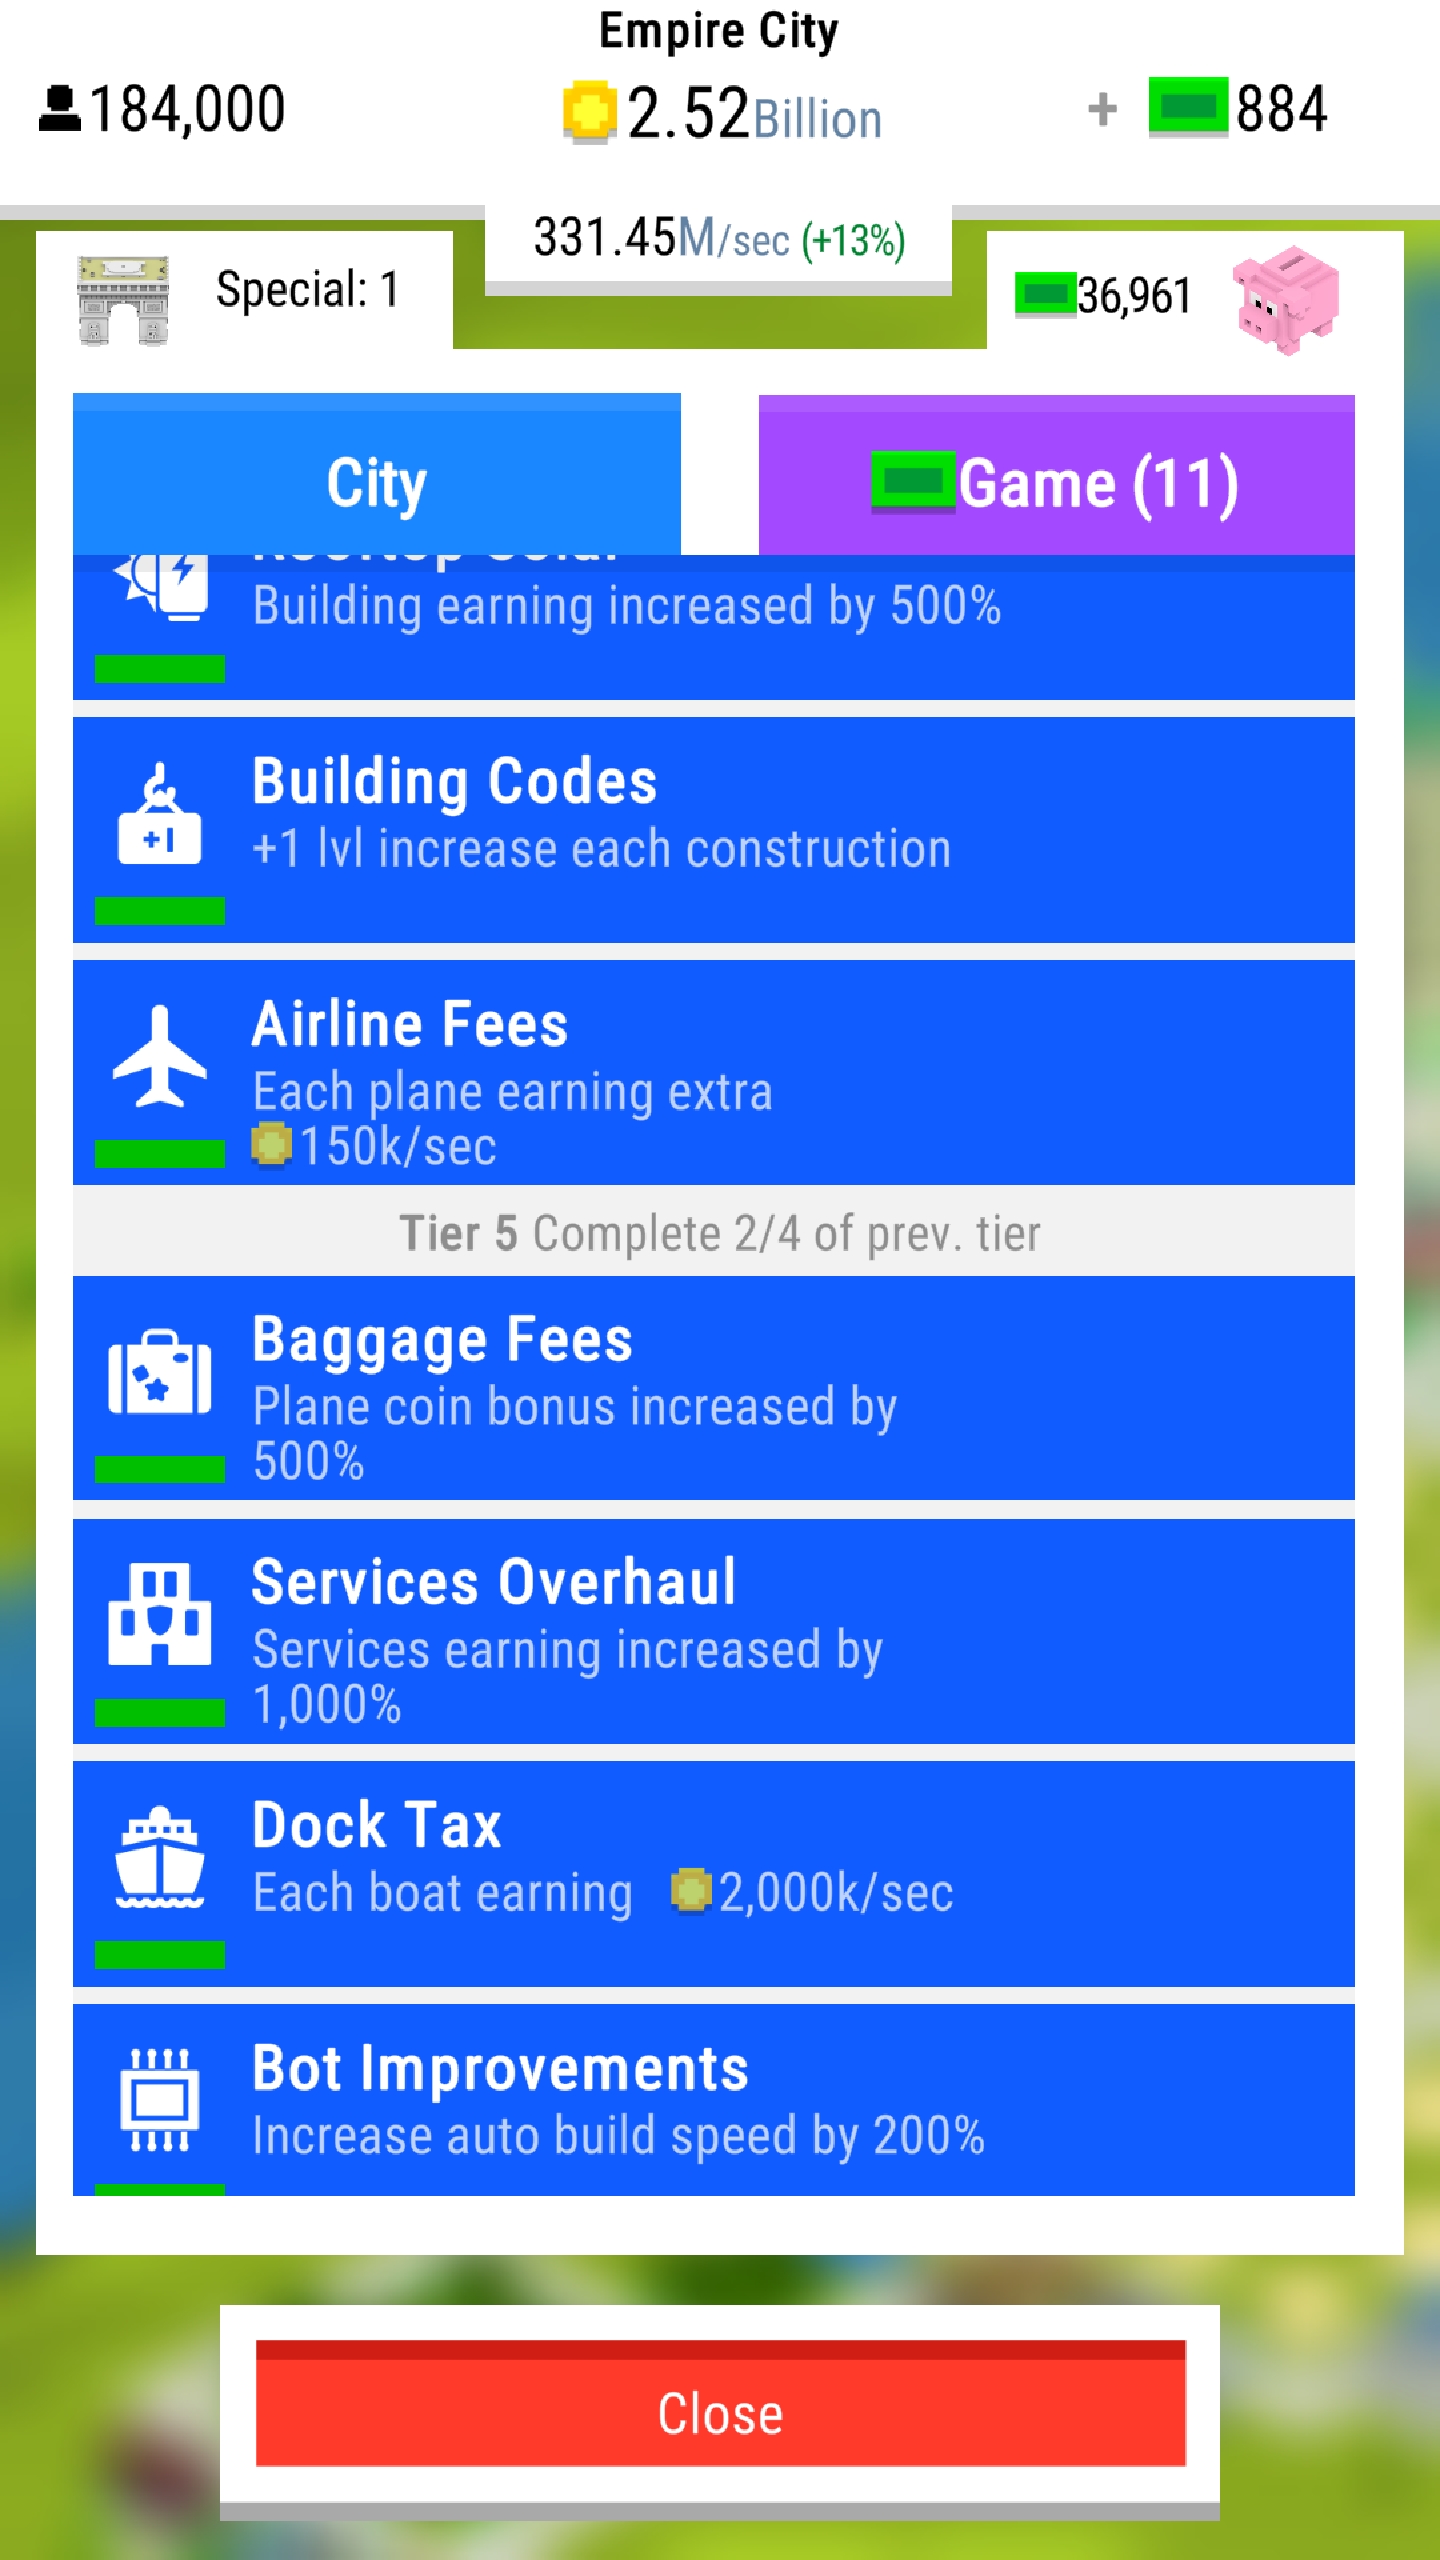 Empire City
184,000
2.52Billion
+ 884
331.45M/sec (+13%)
Special: 1
36,961
City
Game (11)
Rooftop Solar
Building earning increased by 500%
Building Codes
+1 lvl increase each construction
Airline Fees
Each plane earning extra
150k/sec
Tier 5 Complete 2/4 of prev. tier
Baggage Fees
Plane coin bonus increased by
500%
Services Overhaul
Services earning increased by
1,000%
Dock Tax
Each boat earning 2,000k/sec
Bot Improvements
Increase auto build speed by 200%
Close